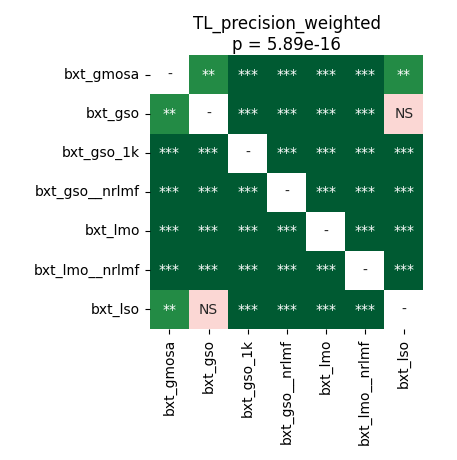 TL_precision_weighted
p = 5.89e-16
bxt_gmosa - ** *** *** *** *** **
bxt_gso ** - *** *** *** *** NS
bxt_gso_1k *** *** - *** *** *** ***
bxt_gso__nrlmf *** *** *** - *** *** ***
bxt_lmo *** *** *** *** - *** ***
bxt_lmo__nrlmf *** *** *** *** *** - ***
bxt_lso ** NS *** *** *** *** -
bxt_gmosa
bxt_gso
bxt_gso_1k
bxt_gso__nrlmf
bxt_lmo
bxt_lmo__nrlmf
bxt_lso